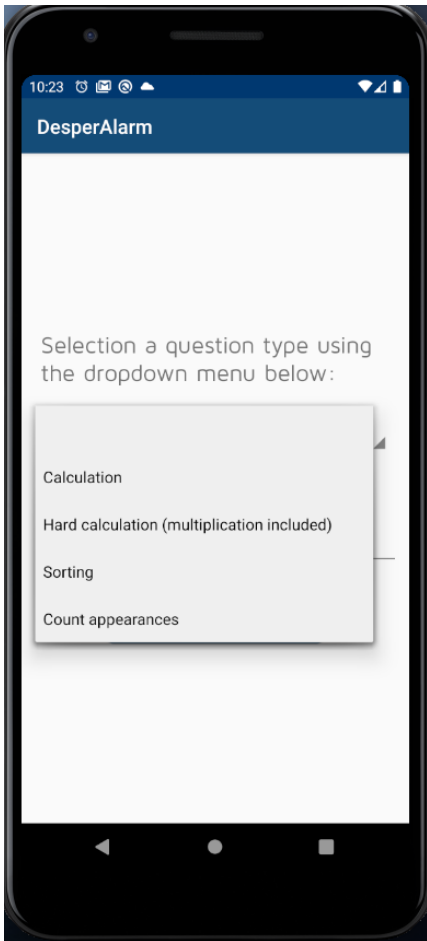 10:23
DesperAlarm
Selection a question type using
the dropdown menu below:
Calculation
Hard calculation (multiplication included)
Sorting
Count appearances